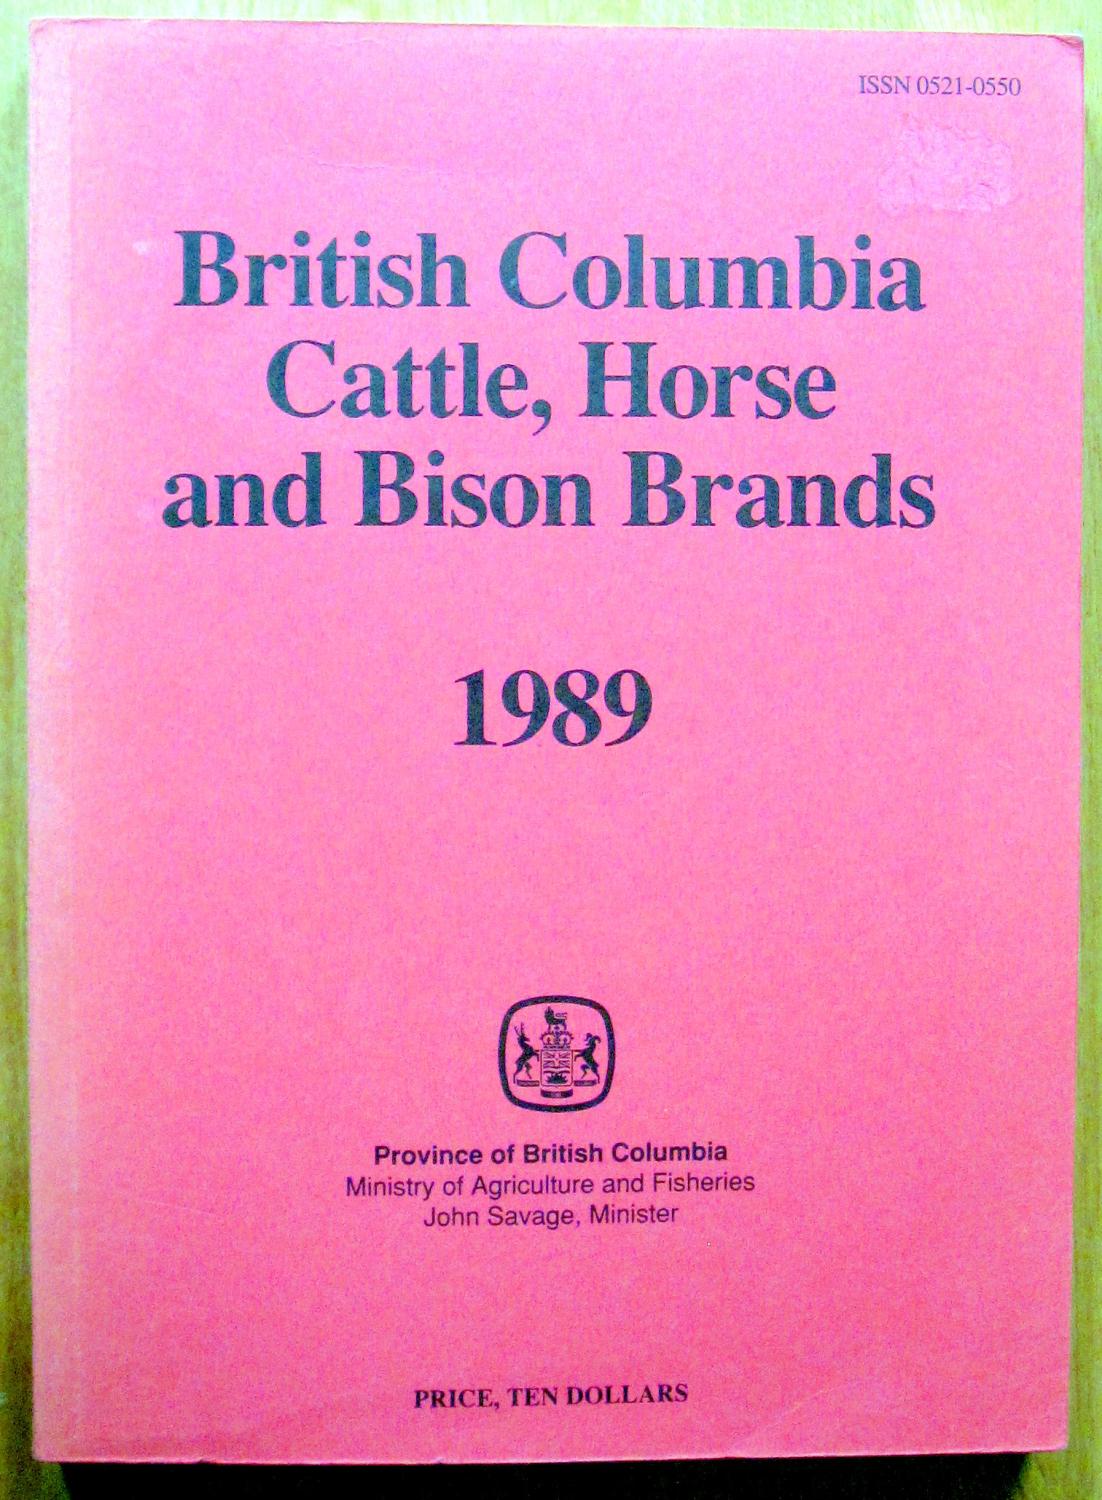 ISSN 0521-0550
British Columbia
Cattle, Horse
and Bison Brands
1989
Province of British Columbia
Ministry of Agriculture and Fisheries
John Savage, Minister
PRICE, TEN DOLLARS